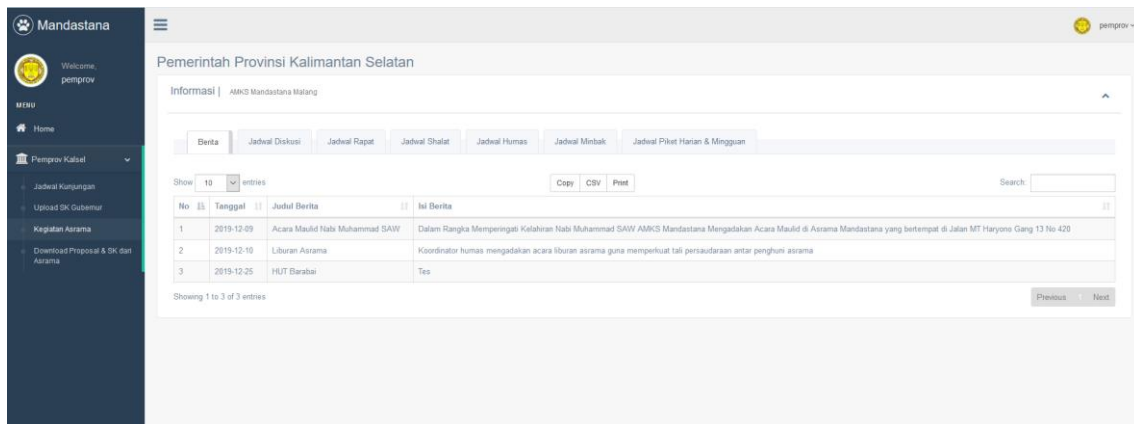 Mandastana
pemprov
Welcome,
pemprov
MENU
Home
Pemprov Kalsel
Jadwal Kunjungan
Upload SK Gubernur
Kegiatan Asrama
Download Proposal & SK dari
Asrama
Pemerintah Provinsi Kalimantan Selatan
Informasi | AMKS Mandastana Malang
Berita Jadwal Diskusi Jadwal Rapat Jadwal Shalat Jadwal Humas Jadwal Minbak Jadwal Piket Harian & Mingguan
Show 10 entries Copy CSV Print Search:
No Tanggal Judul Berita Isi Berita
1 2019-12-09 Acara Maulid Nabi Muhammad SAW Dalam Rangka Memperingati Kelahiran Nabi Muhammad SAW AMKS Mandastana Mengadakan Acara Maulid di Asrama Mandastana yang bertempat di Jalan MT Haryono Gang 13 No 420
2 2019-12-10 Liburan Asrama Koordinator humas mengadakan acara liburan asrama guna memperkuat tali persaudaraan antar penghuni asrama
3 2019-12-25 HUT Barabai Tes
Showing 1 to 3 of 3 entries Previous 1 Next